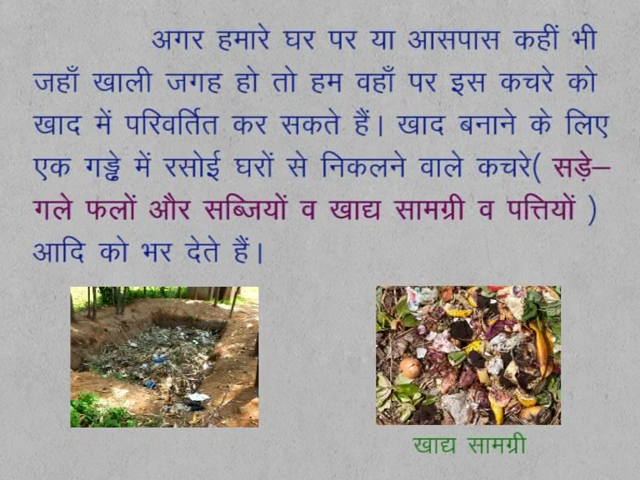 अगर हमारे घर पर या आसपास कहीं भी
जहाँ खाली जगह हो तो हम वहाँ पर इस कचरे को
खाद में परिवर्तित कर सकते हैं। खाद बनाने के लिए
एक गड्ढे में रसोई घरों से निकलने वाले कचरे( सड़े–
गले फलों और सब्जियों व खाद्य सामग्री व पत्तियों )
आदि को भर देते हैं।
खाद्य सामग्री